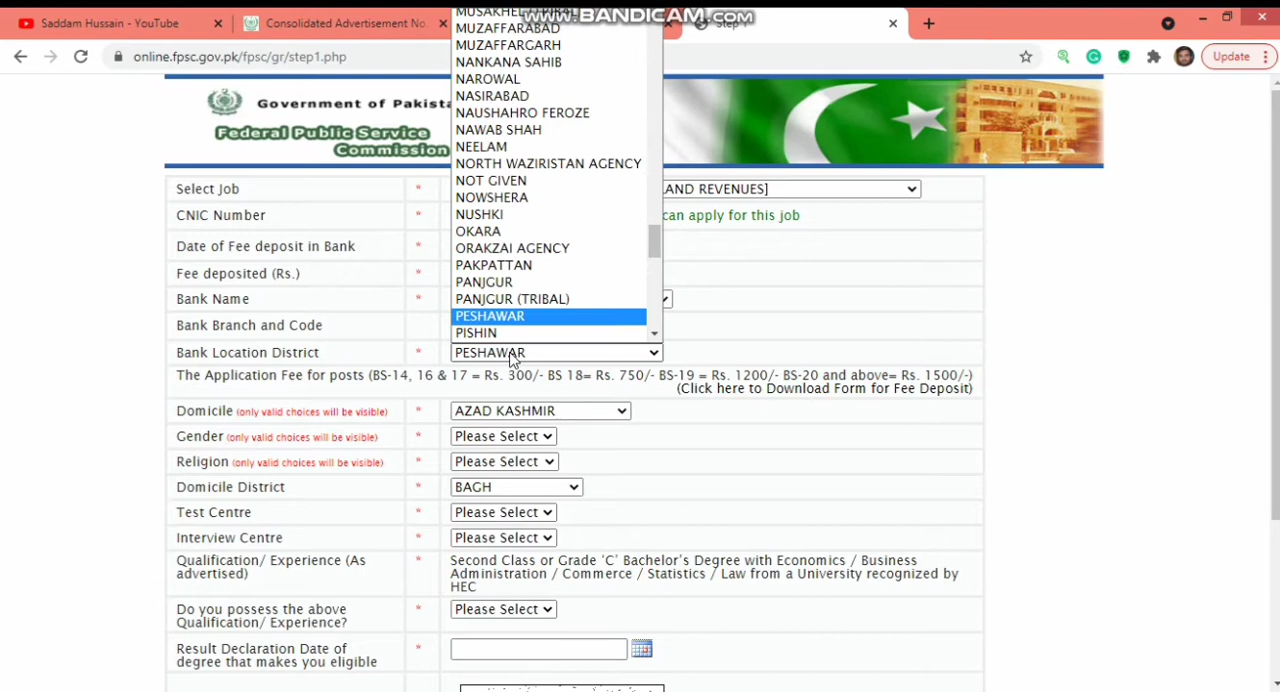 WWW.BANDICAM.COM
Saddam Hussain - YouTube
Consolidated Advertisement No.
Step 1
online.fpsc.gov.pk/fpsc/gr/step1.php
Update
Government of Pakista
Federal Public Service
Commission
MUZAFFARABAD
MUZAFFARGARH
NANKANA SAHIB
NAROWAL
NASIRABAD
NAUSHAHRO FEROZE
NAWAB SHAH
NEELAM
NORTH WAZIRISTAN AGENCY
NOT GIVEN
NOWSHERA
NUSHKI
OKARA
ORAKZAI AGENCY
PAKPATTAN
PANJGUR
PANJGUR (TRIBAL)
PESHAWAR
PISHIN
Select Job * LAND REVENUES]
CNIC Number * can apply for this job
Date of Fee deposit in Bank *
Fee deposited (Rs.) *
Bank Name *
Bank Branch and Code *
Bank Location District * PESHAWAR
The Application Fee for posts (BS-14, 16 & 17 = Rs. 300/- BS 18= Rs. 750/- BS-19 = Rs. 1200/- BS-20 and above= Rs. 1500/-)
(Click here to Download Form for Fee Deposit)
Domicile (only valid choices will be visible) * AZAD KASHMIR
Gender (only valid choices will be visible) * Please Select
Religion (only valid choices will be visible) * Please Select
Domicile District * BAGH
Test Centre * Please Select
Interview Centre * Please Select
Qualification/ Experience (As
advertised) *
Second Class or Grade ‘C’ Bachelor’s Degree with Economics / Business
Administration / Commerce / Statistics / Law from a University recognized by
HEC
Do you possess the above
Qualification/ Experience? * Please Select
Result Declaration Date of
degree that makes you eligible *